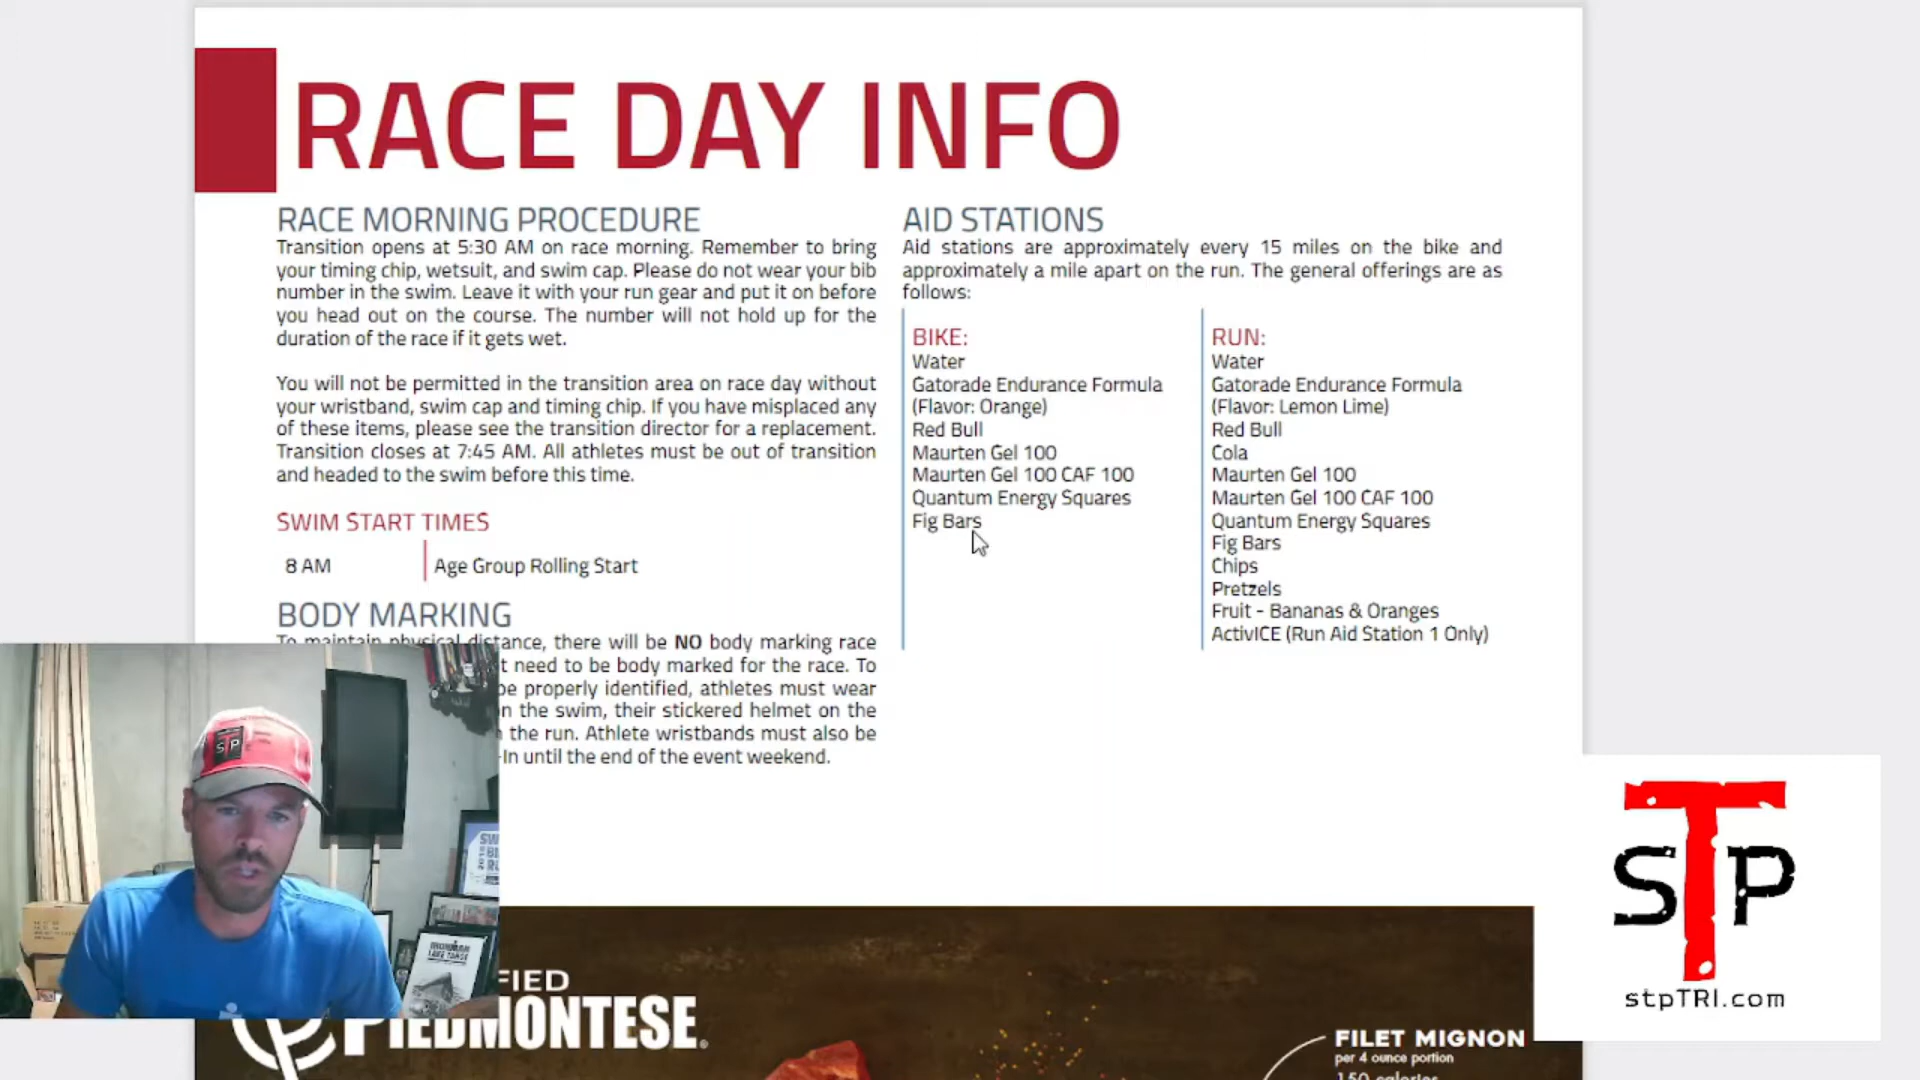 RACE DAY INFO
RACE MORNING PROCEDURE
Transition opens at 5:30 AM on race morning. Remember to bring
your timing chip, wetsuit, and swim cap. Please do not wear your bib
number in the swim. Leave it with your run gear and put it on before
you head out on the course. The number will not hold up for the
duration of the race if it gets wet.
You will not be permitted in the transition area on race day without
your wristband, swim cap and timing chip. If you have misplaced any
of these items, please see the transition director for a replacement.
Transition closes at 7:45 AM. All athletes must be out of transition
and headed to the swim before this time.
SWIM START TIMES
8 AM
Age Group Rolling Start
BODY MARKING
To maintain physical distance, there will be NO body marking race
t need to be body marked for the race. To
be properly identified, athletes must wear
n the swim, their stickered helmet on the
the run. Athlete wristbands must also be
-In until the end of the event weekend.
AID STATIONS
Aid stations are approximately every 15 miles on the bike and
approximately a mile apart on the run. The general offerings are as
follows:
BIKE:
Water
Gatorade Endurance Formula
(Flavor: Orange)
Red Bull
Maurten Gel 100
Maurten Gel 100 CAF 100
Quantum Energy Squares
Fig Bars
RUN:
Water
Gatorade Endurance Formula
(Flavor: Lemon Lime)
Red Bull
Cola
Maurten Gel 100
Maurten Gel 100 CAF 100
Quantum Energy Squares
Fig Bars
Chips
Pretzels
Fruit - Bananas & Oranges
ActivICE (Run Aid Station 1 Only)
STP
IRONMAN
LAKE TAHOE
FIED
PIEDMONTESE
FILET MIGNON
per 4 ounce portion
150 calories
STP
stpTRI.com